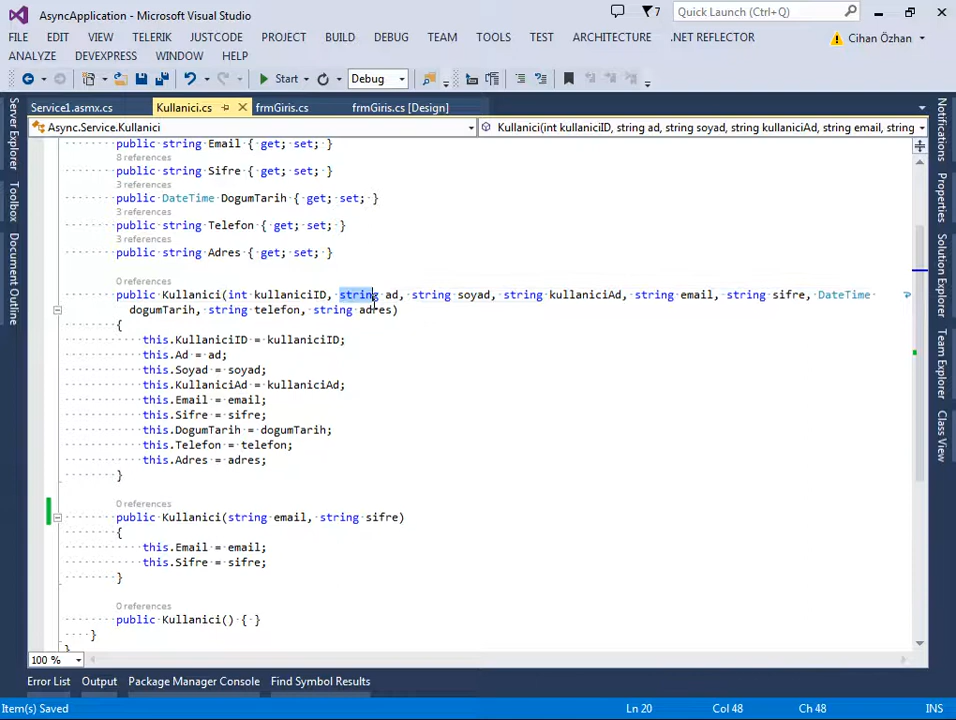 AsyncApplication - Microsoft Visual Studio
7
Quick Launch (Ctrl+Q)
FILE EDIT VIEW TELERIK JUSTCODE PROJECT BUILD DEBUG TEAM TOOLS TEST ARCHITECTURE .NET REFLECTOR
Cihan Özhan
ANALYZE DEVEXPRESS WINDOW HELP
Start
Debug
Service1.asmx.cs
Kullanici.cs
frmGiris.cs
frmGiris.cs [Design]
Async.Service.Kullanici
Kullanici(int kullaniciID, string ad, string soyad, string kullaniciAd, string email, string
Server Explorer
Toolbox
Document Outline
public string Email { get; set; }
8 references
public string Sifre { get; set; }
3 references
public DateTime DogumTarih { get; set; }
3 references
public string Telefon { get; set; }
3 references
public string Adres { get; set; }
0 references
public Kullanici(int kullaniciID, string ad, string soyad, string kullaniciAd, string email, string sifre, DateTime
dogumTarih, string telefon, string adres)
{
this.KullaniciID = kullaniciID;
this.Ad = ad;
this.Soyad = soyad;
this.KullaniciAd = kullaniciAd;
this.Email = email;
this.Sifre = sifre;
this.DogumTarih = dogumTarih;
this.Telefon = telefon;
this.Adres = adres;
}
0 references
public Kullanici(string email, string sifre)
{
this.Email = email;
this.Sifre = sifre;
}
0 references
public Kullanici() { }
}
}
Notifications
Properties
Solution Explorer
Team Explorer
Class View
100 %
Error List
Output
Package Manager Console
Find Symbol Results
Item(s) Saved
Ln 20
Col 48
Ch 48
INS